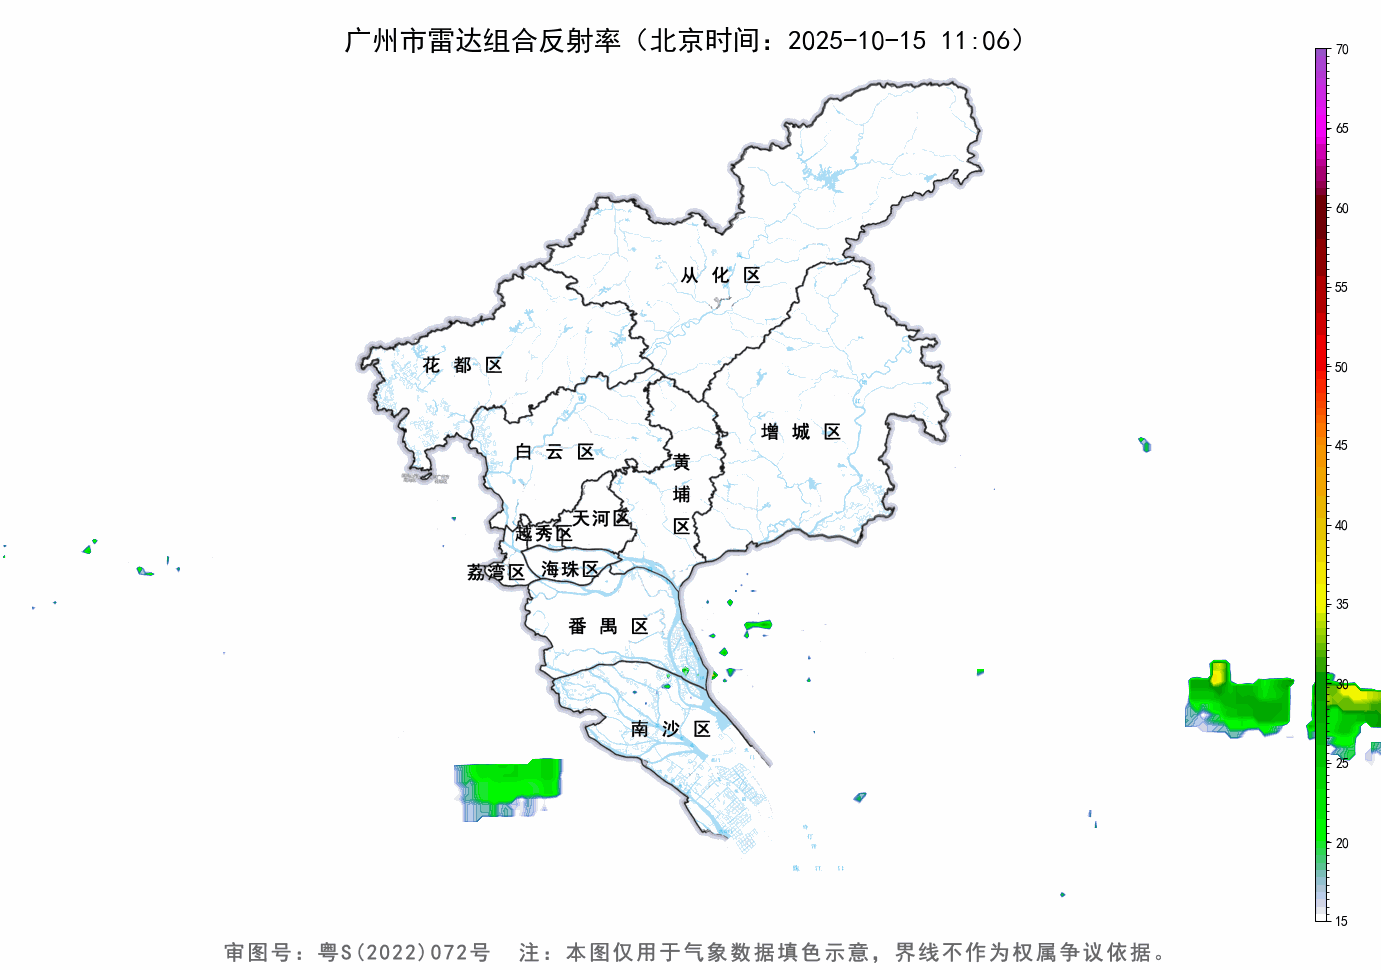 广州市雷达组合反射率（北京时间：2025-10-15 11:06）
70
65
60
55
50
45
40
35
30
25
20
15
从化区
花都区
增城区
白云区
黄埔区
天河区
越秀区
海珠区
荔湾区
番禺区
南沙区
审图号：粤S(2022)072号 注：本图仅用于气象数据填色示意，界线不作为权属争议依据。